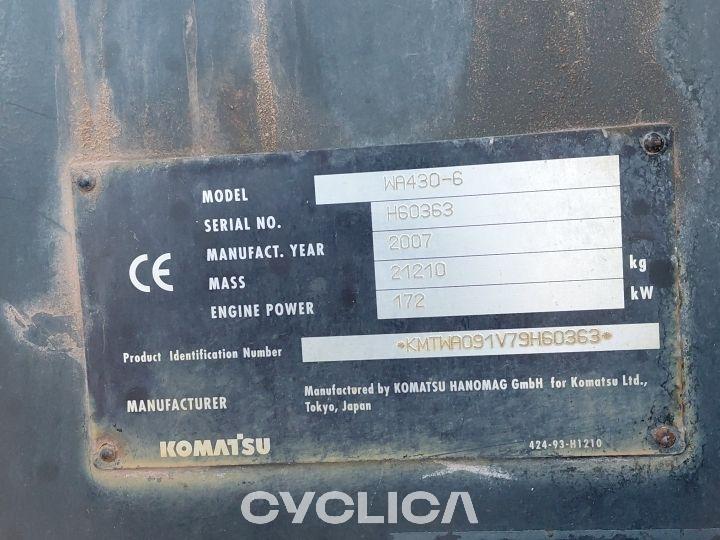 MODEL WA430-6
SERIAL NO. H60363
MANUFACT. YEAR 2007
MASS 21210 kg
ENGINE POWER 172 kW
CE
Product Identification Number *KMTWA091V79H60363*
MANUFACTURER Manufactured by KOMATSU HANOMAG GmbH for Komatsu Ltd.,
Tokyo, Japan
KOMATSU 424-93-H1210
CYCLICA